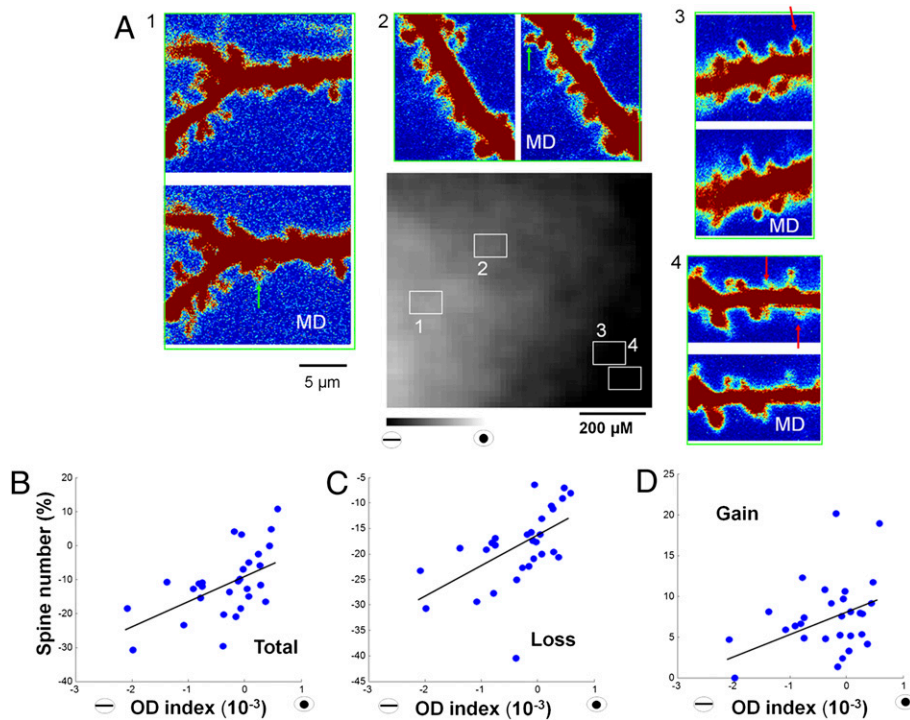 A
1
MD
5 µm
2
MD
1
2
3
4
200 µM
3
MD
4
MD
B
Spine number (%)
20
10
0
-10
-20
-30
-40
Total
-3
-2
-1
0
1
OD index (10-3)
C
-5
-10
-15
-20
-25
-30
-35
-40
-45
Loss
-3
-2
-1
0
1
OD index (10-3)
D
25
20
15
10
5
0
Gain
-3
-2
-1
0
1
OD index (10-3)